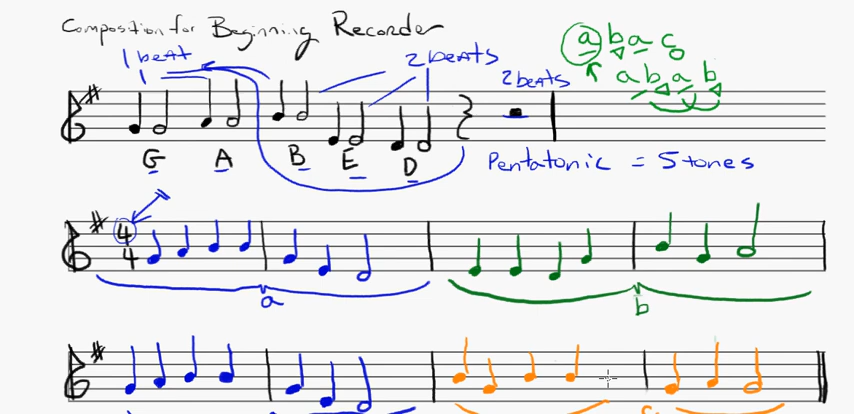 Composition for Beginning Recorder
a b a c
1 beat
2 beats
2 beats
a b a b
G A B E D
Pentatonic = 5 tones
4
4
a
b
c